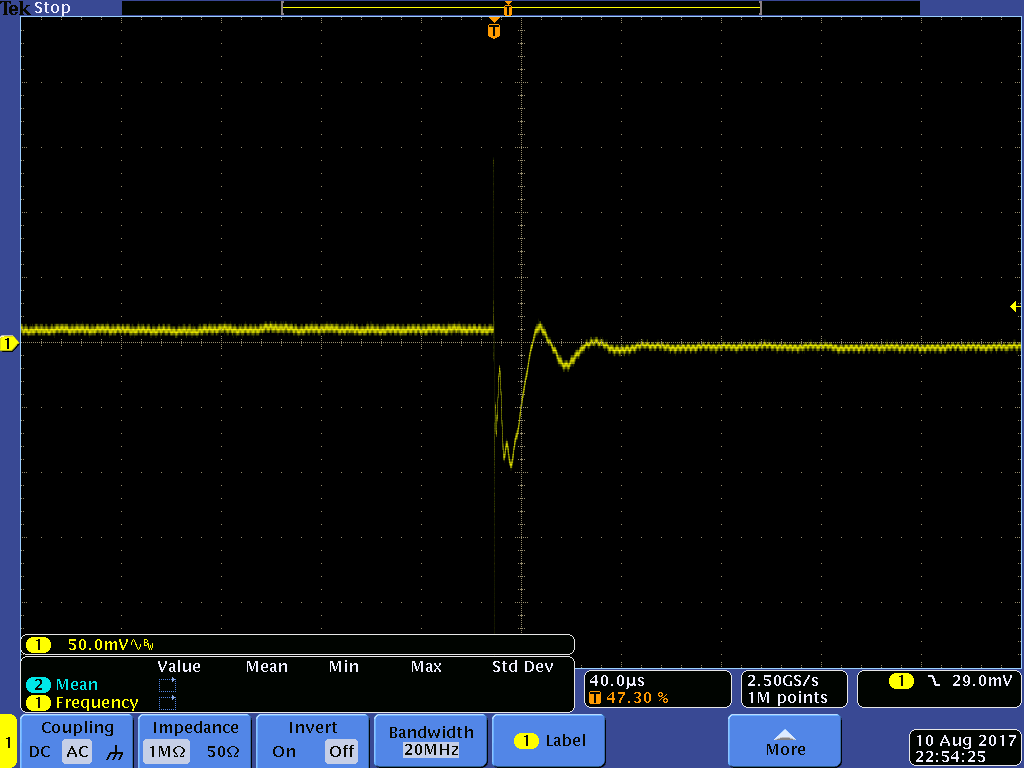 Tek Stop
T
T
1
1 50.0mV∿BW
Value Mean Min Max Std Dev
2 Mean
1 Frequency
40.0μs
T 47.30 %
2.50GS/s
1M points
1 29.0mV
1
Coupling
DC AC
Impedance
1MΩ 50Ω
Invert
On Off
Bandwidth
20MHz
1 Label
More
10 Aug 2017
22:54:25